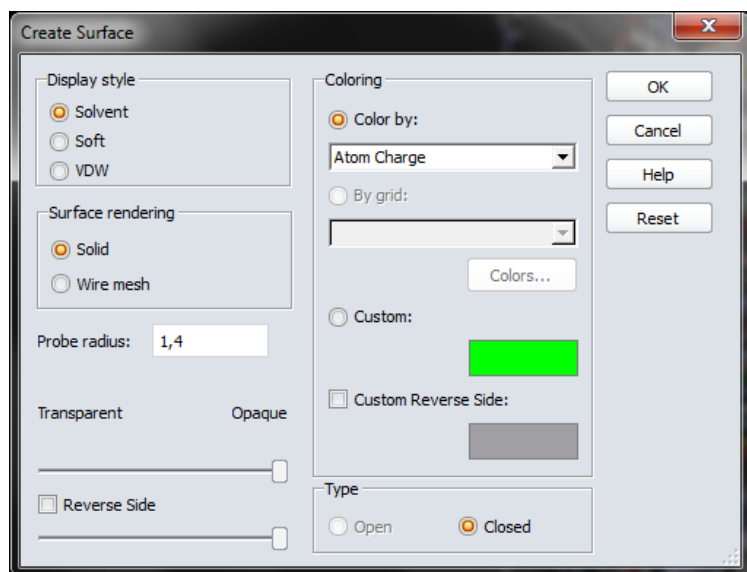 Create Surface
Display style
Solvent
Soft
VDW
Surface rendering
Solid
Wire mesh
Probe radius: 1,4
Transparent Opaque
Reverse Side
Coloring
Color by:
Atom Charge
By grid:
Colors...
Custom:
Custom Reverse Side:
Type
Open Closed
OK
Cancel
Help
Reset